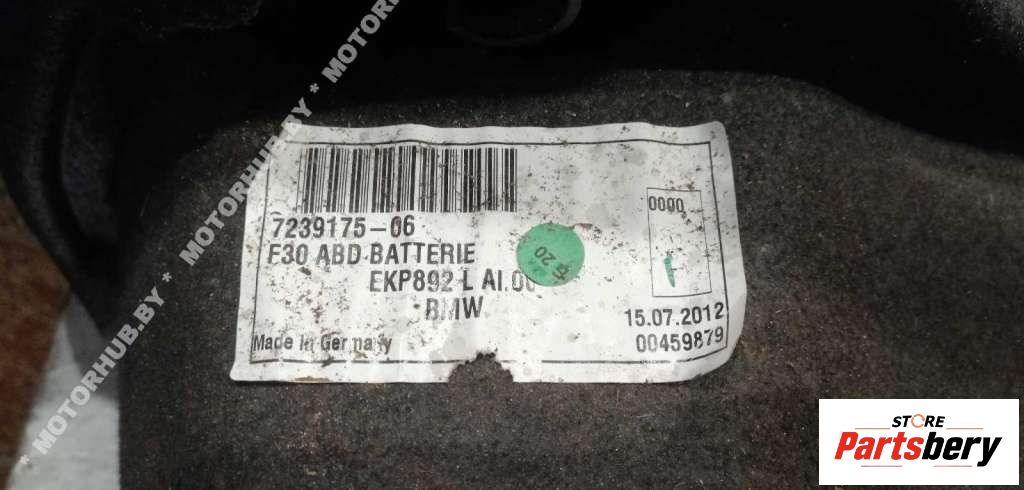 7239175-06
F30 ABD BATTERIE
EKP892-L AI.00
BMW
Made in Germany
0000
15.07.2012
00459879
20
MOTORHUB.BY * MOTORHUB.BY * MOTORHUB.BY
STORE
Partsbery